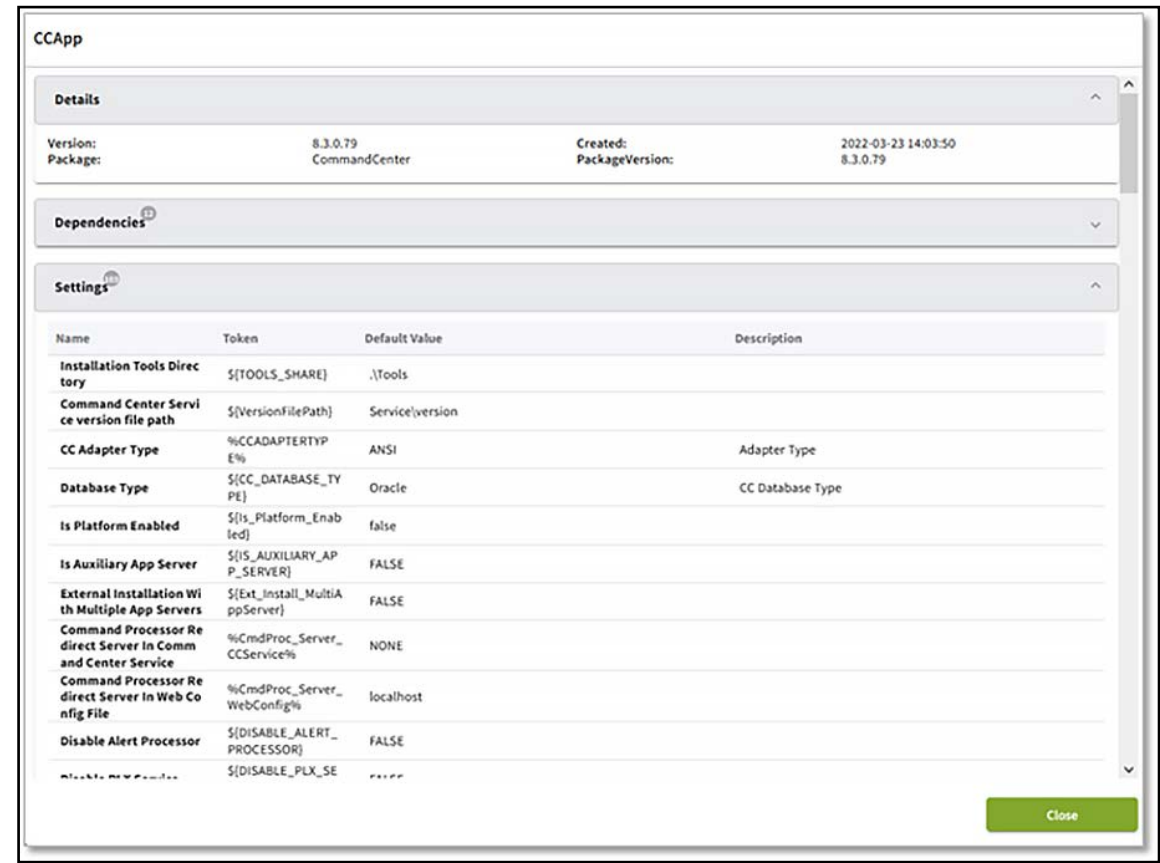 CCApp
Details
Version: 8.3.0.79 Created: 2022-03-23 14:03:50
Package: CommandCenter PackageVersion: 8.3.0.79
Dependencies
Settings
Name Token Default Value Description
Installation Tools Direc
tory
${TOOLS_SHARE} .\Tools
Command Center Servi
ce version file path
${VersionFilePath} Service\version
CC Adapter Type
%CCADAPTERTYP
E%
ANSI Adapter Type
Database Type
${CC_DATABASE_TY
PE}
Oracle CC Database Type
Is Platform Enabled
${Is_Platform_Enab
led}
false
Is Auxiliary App Server
${IS_AUXILIARY_AP
P_SERVER}
FALSE
External Installation Wi
th Multiple App Servers
${Ext_Install_MultiA
ppServer}
FALSE
Command Processor Re
direct Server In Comm
and Center Service
%CmdProc_Server_
CCService%
NONE
Command Processor Re
direct Server In Web Co
nfig File
%CmdProc_Server_
WebConfig%
localhost
Disable Alert Processor
${DISABLE_ALERT_
PROCESSOR}
FALSE
${DISABLE_PLX_SE
Close